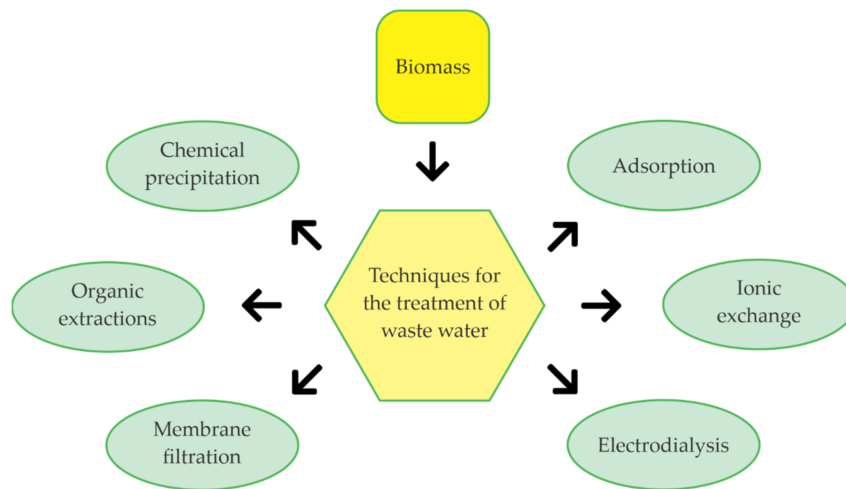 Biomass
Chemical
precipitation
Adsorption
Techniques for
the treatment of
waste water
Organic
extractions
Ionic
exchange
Membrane
filtration
Electrodialysis